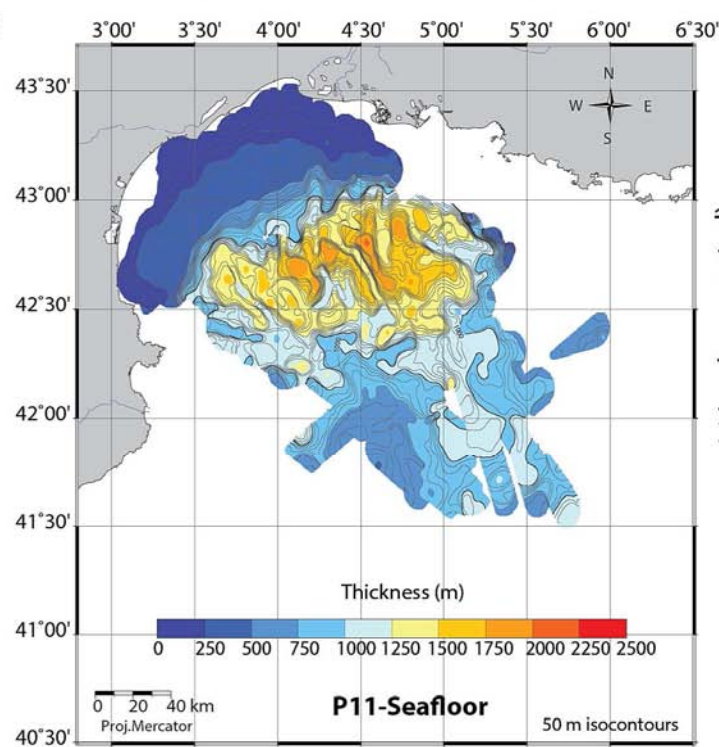 3˚00' 3˚30' 4˚00' 4˚30' 5˚00' 5˚30' 6˚00' 6˚30'
43˚30'
N
W E
S
43˚00'
42˚30'
42˚00'
41˚30'
Thickness (m)
41˚00'
0 250 500 750 1000 1250 1500 1750 2000 2500
0 20 40 km
Proj.Mercator
P11-Seafloor
50 m isocontours
40˚30'